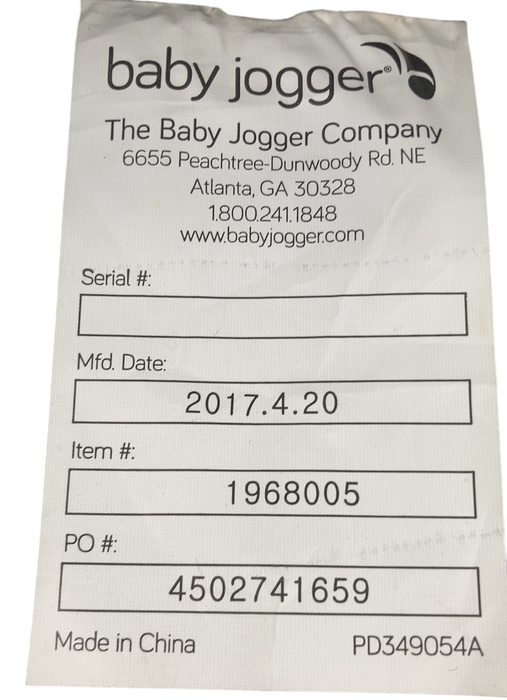 baby jogger®
The Baby Jogger Company
6655 Peachtree-Dunwoody Rd. NE
Atlanta, GA 30328
1.800.241.1848
www.babyjogger.com
Serial #:
Mfd. Date:
2017.4.20
Item #:
1968005
PO #:
4502741659
Made in China PD349054A